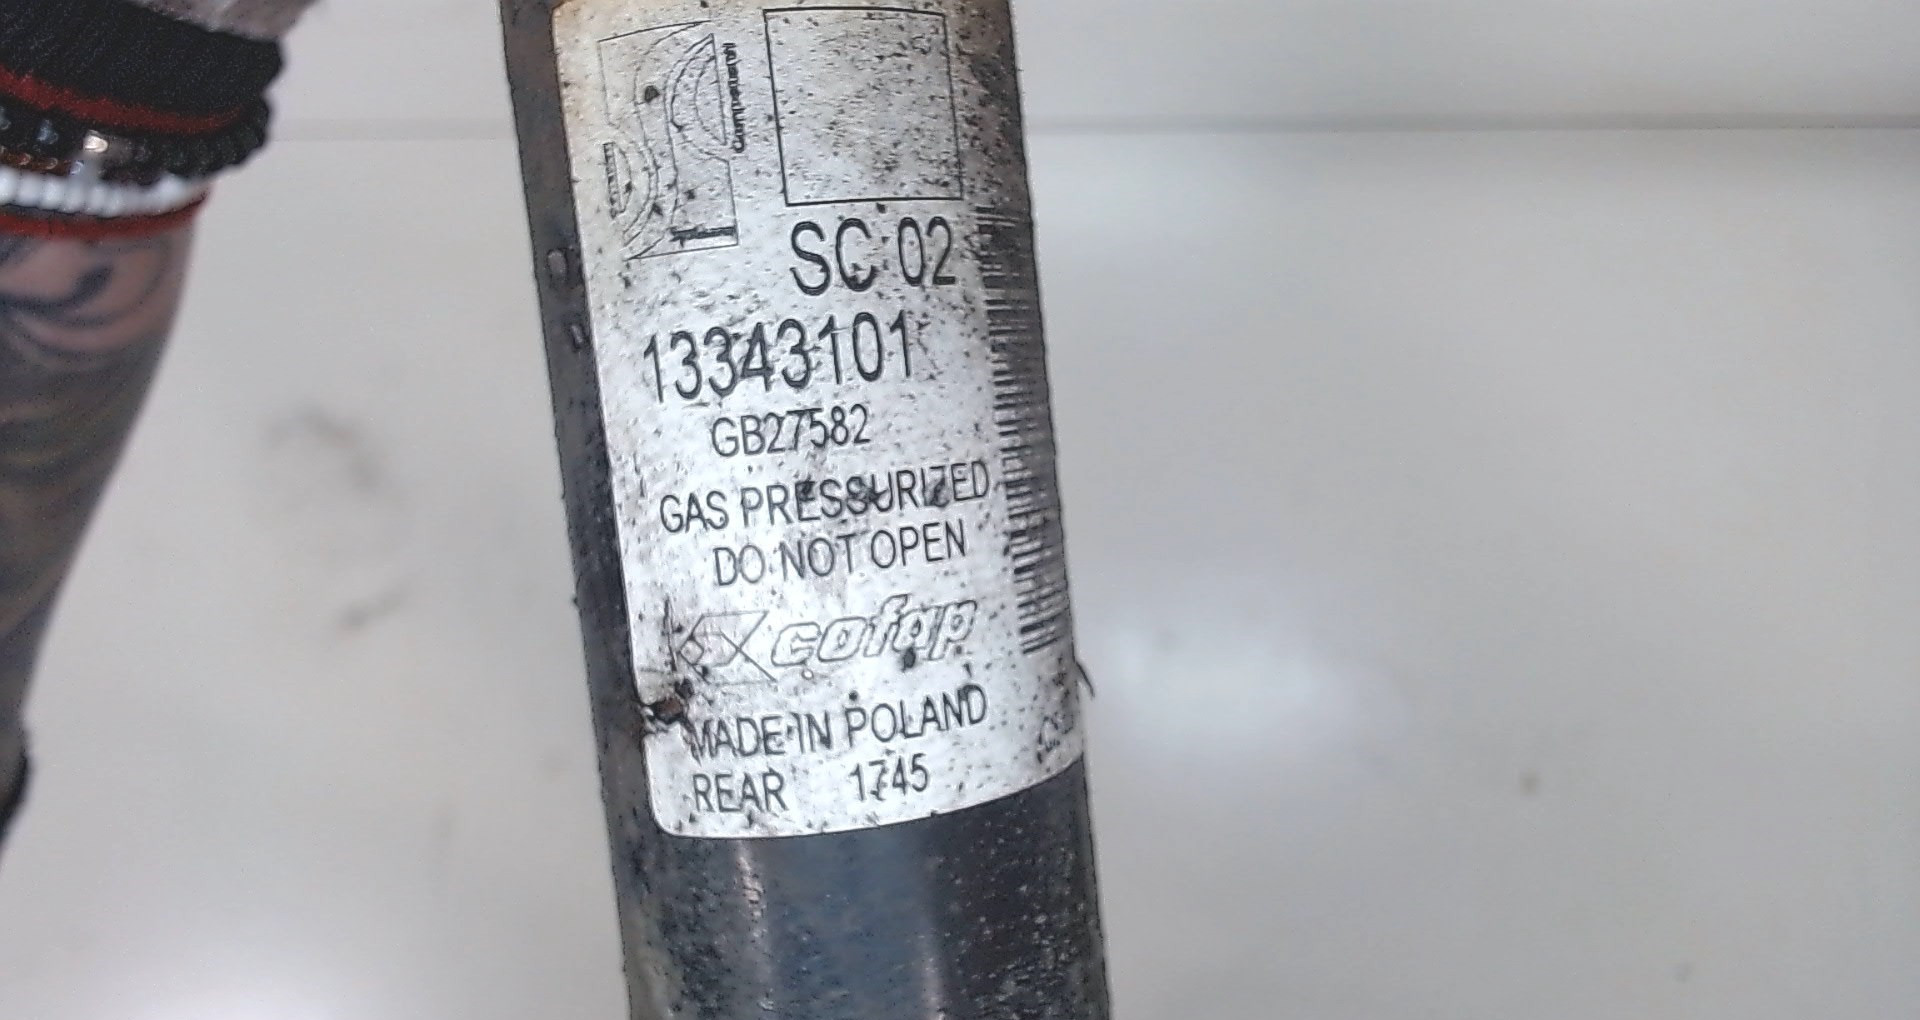 SC 02
13343101
GB27582
GAS PRESSURIZED
DO NOT OPEN
cofap
MADE IN POLAND
REAR 1745